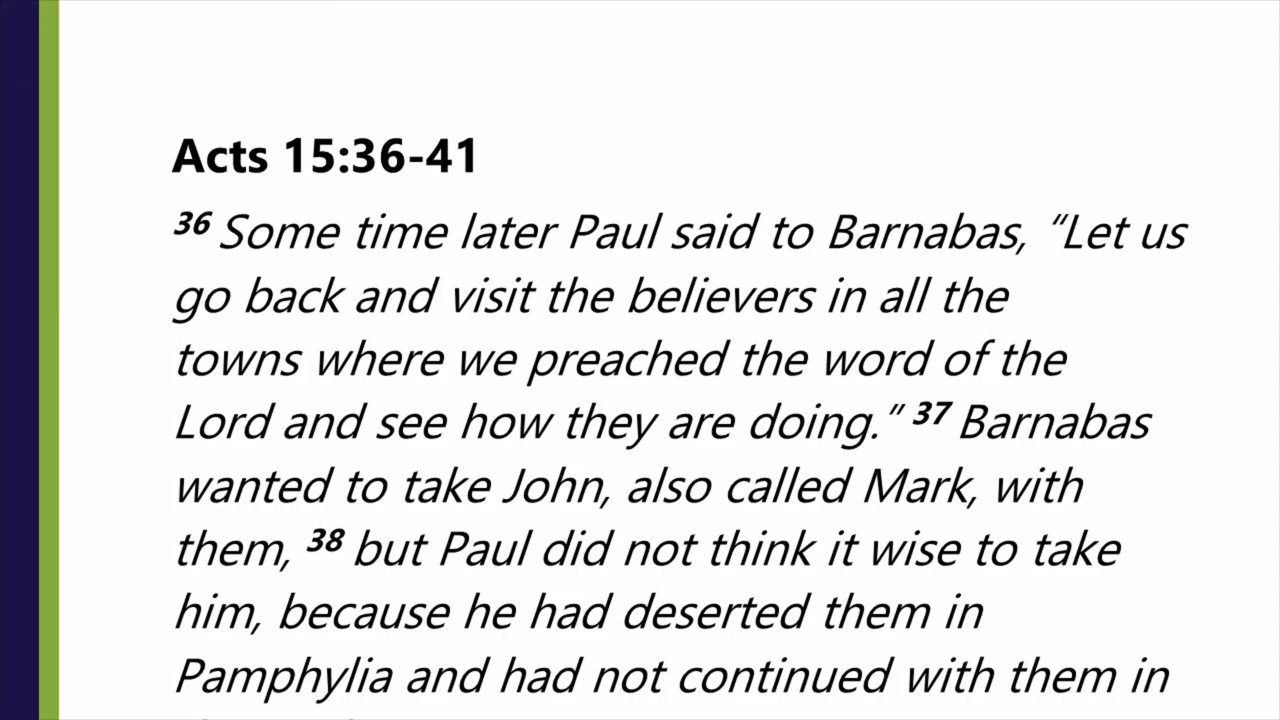 Acts 15:36-41
36 Some time later Paul said to Barnabas, “Let us
go back and visit the believers in all the
towns where we preached the word of the
Lord and see how they are doing.” 37 Barnabas
wanted to take John, also called Mark, with
them, 38 but Paul did not think it wise to take
him, because he had deserted them in
Pamphylia and had not continued with them in